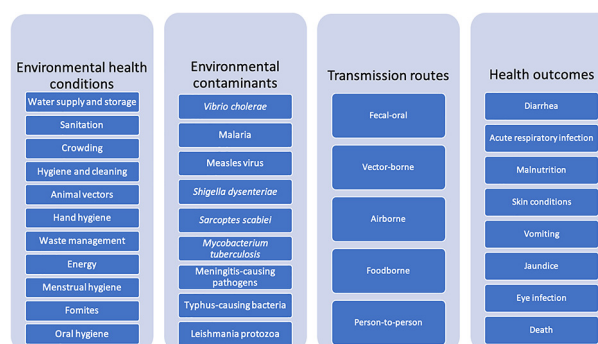 Environmental health
conditions
Water supply and storage
Sanitation
Crowding
Hygiene and cleaning
Animal vectors
Hand hygiene
Waste management
Energy
Menstrual hygiene
Fomites
Oral hygiene
Environmental
contaminants
Vibrio cholerae
Malaria
Measles virus
Shigella dysenteriae
Sarcoptes scabiei
Mycobacterium
tuberculosis
Meningitis-causing
pathogens
Typhus-causing bacteria
Leishmania protozoa
Transmission routes
Fecal-oral
Vector-borne
Airborne
Foodborne
Person-to-person
Health outcomes
Diarrhea
Acute respiratory infection
Malnutrition
Skin conditions
Vomiting
Jaundice
Eye infection
Death